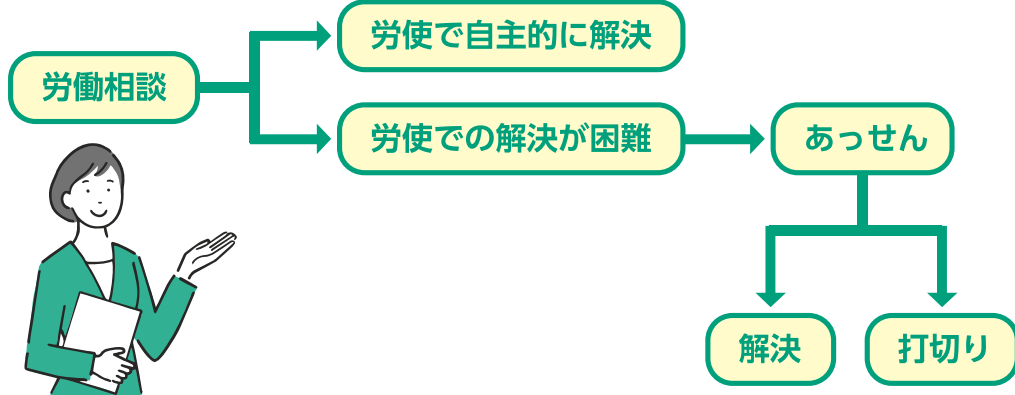 労働相談
労使で自主的に解決
労使での解決が困難
あっせん
解決
打切り